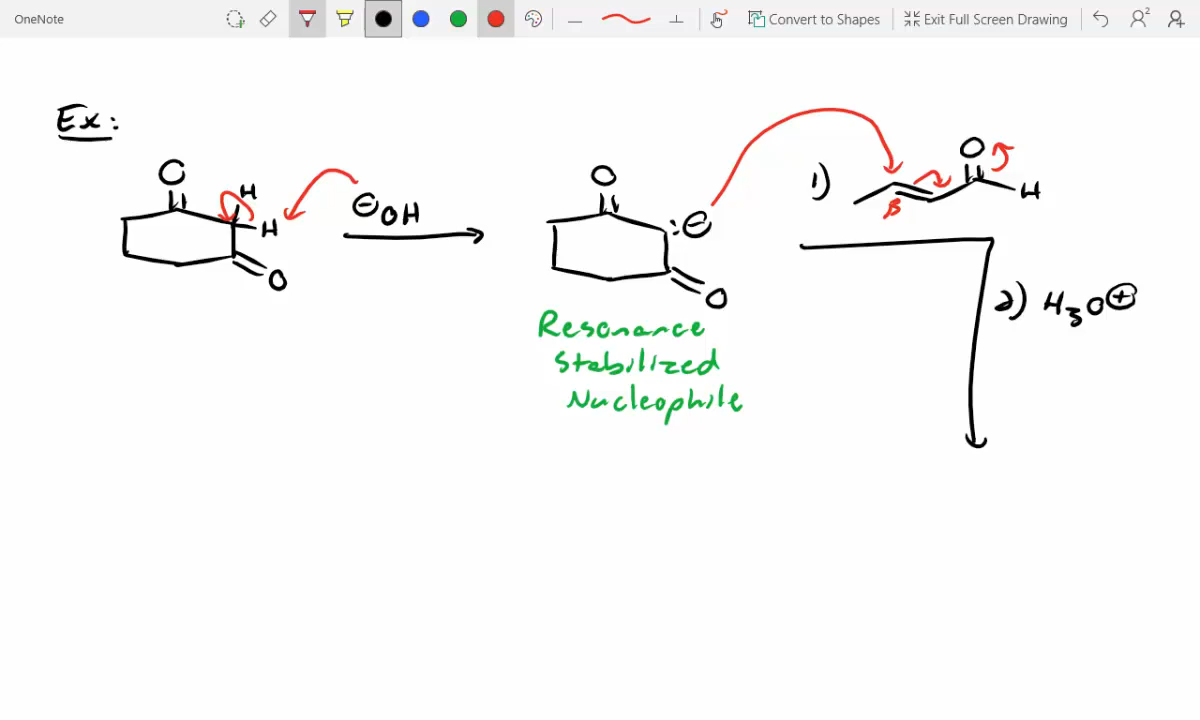 OneNote
Convert to Shapes
Exit Full Screen Drawing
Ex:
O
H
H
O
⊖OH
O
:⊖
O
1)
O
H
β
2) H3O⊕
Resonance
Stabilized
Nucleophile